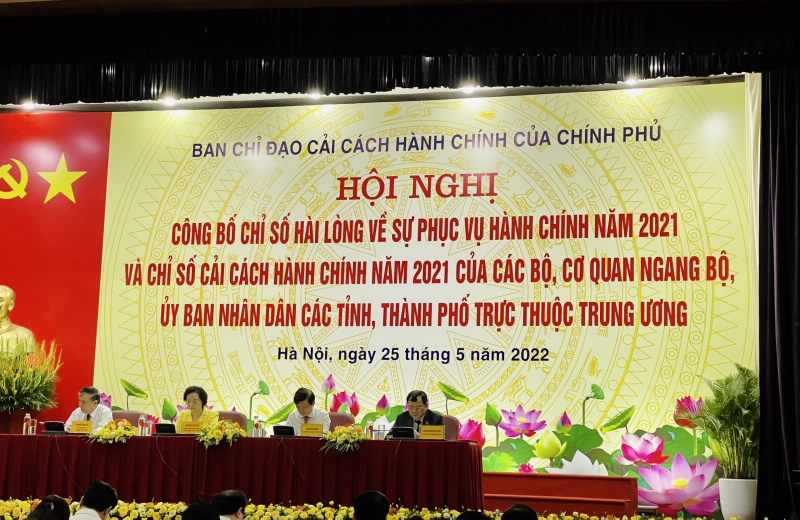 BAN CHỈ ĐẠO CẢI CÁCH HÀNH CHÍNH CỦA CHÍNH PHỦ
HỘI NGHỊ
CÔNG BỐ CHỈ SỐ HÀI LÒNG VỀ SỰ PHỤC VỤ HÀNH CHÍNH NĂM 2021
VÀ CHỈ SỐ CẢI CÁCH HÀNH CHÍNH NĂM 2021 CỦA CÁC BỘ, CƠ QUAN NGANG BỘ,
ỦY BAN NHÂN DÂN CÁC TỈNH, THÀNH PHỐ TRỰC THUỘC TRUNG ƯƠNG
Hà Nội, ngày 25 tháng 5 năm 2022